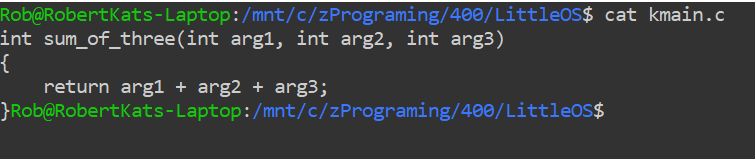 Rob@RobertKats-Laptop:/mnt/c/zPrograming/400/LittleOS$ cat kmain.c
int sum_of_three(int arg1, int arg2, int arg3)
{
    return arg1 + arg2 + arg3;
}Rob@RobertKats-Laptop:/mnt/c/zPrograming/400/LittleOS$